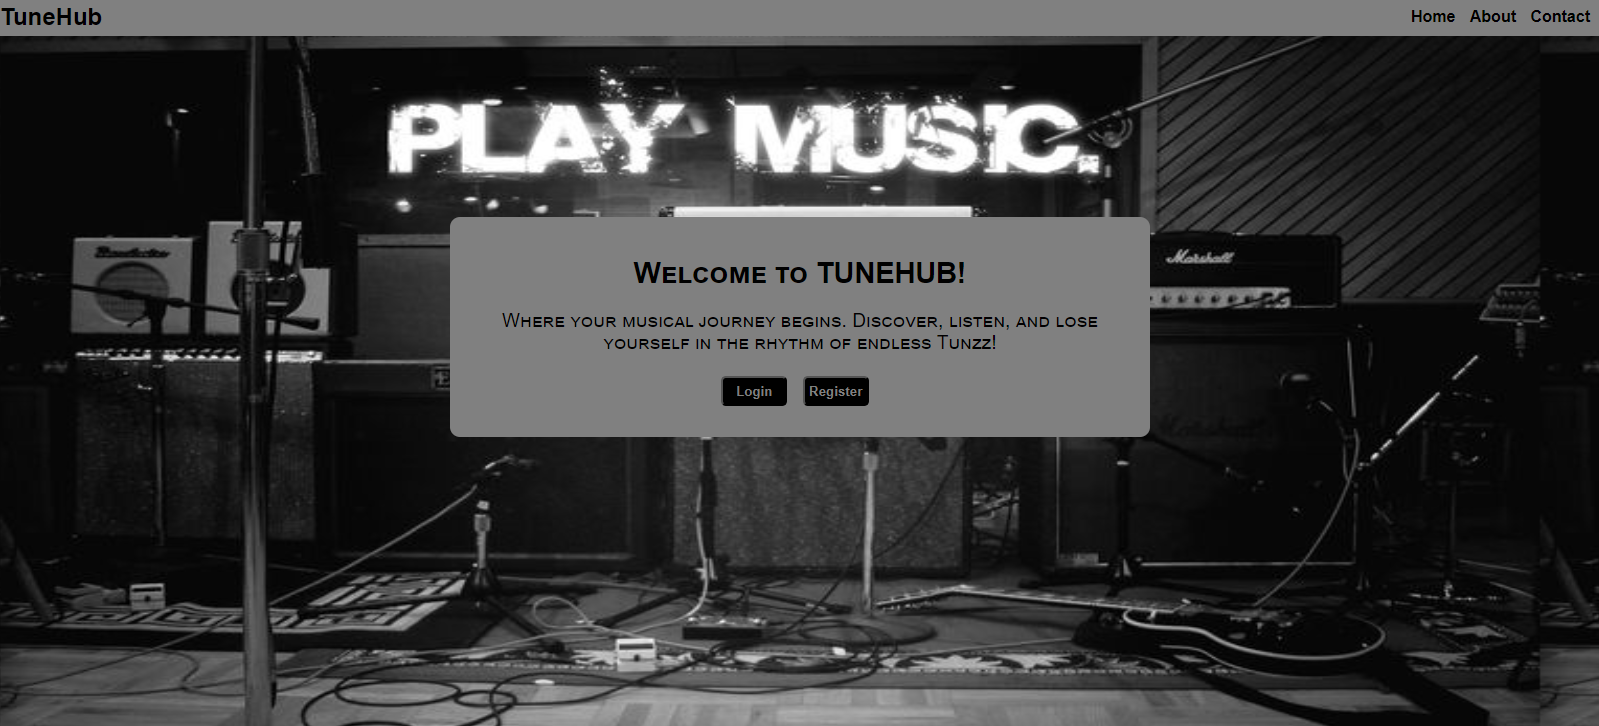 TuneHub
Home About Contact
PLAY MUSIC.
Marshall
Welcome to TUNEHUB!
Where your musical journey begins. Discover, listen, and lose
yourself in the rhythm of endless Tunzz!
Login Register